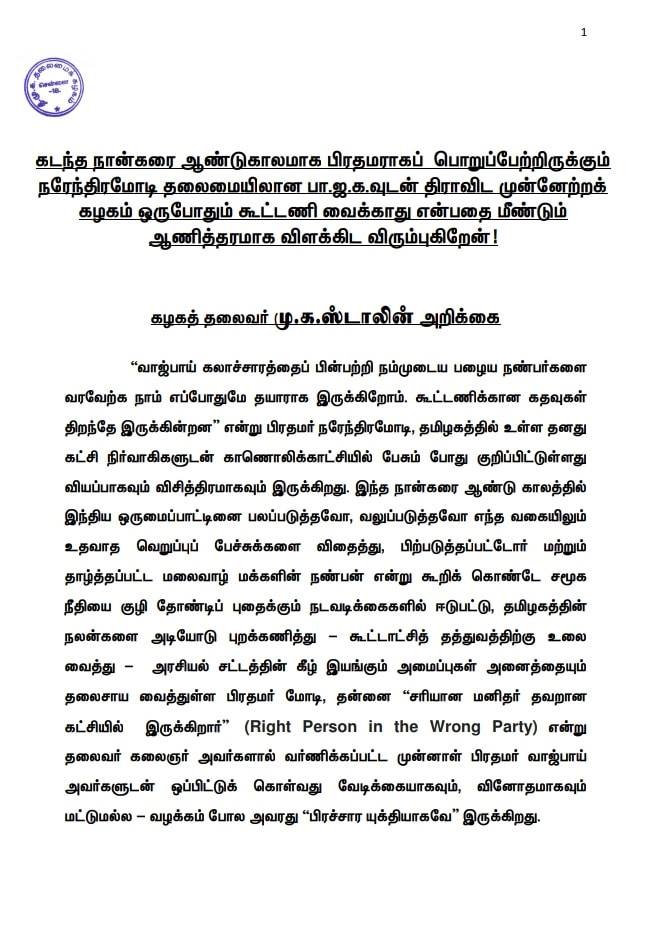 1
தி.மு.க. தலைமைக் கழகம்
சென்னை
-18.
கடந்த நான்கரை ஆண்டுகாலமாக பிரதமராகப் பொறுப்பேற்றிருக்கும்
நரேந்திரமோடி தலைமையிலான பா.ஐ.க.வுடன் திராவிட முன்னேற்றக்
கழகம் ஒருபோதும் கூட்டணி வைக்காது என்பதை மீண்டும்
ஆணித்தரமாக விளக்கிட விரும்புகிறேன்!
கழகத் தலைவர் மு.க.ஸ்டாலின் அறிக்கை
“வாஜ்பாய் கலாச்சாரத்தைப் பின்பற்றி நம்முடைய பழைய நண்பர்களை
வரவேற்க நாம் எப்போதுமே தயாராக இருக்கிறோம். கூட்டணிக்கான கதவுகள்
திறந்தே இருக்கின்றன” என்று பிரதமர் நரேந்திரமோடி, தமிழகத்தில் உள்ள தனது
கட்சி நிர்வாகிகளுடன் காணொலிக்காட்சியில் பேசும் போது குறிப்பிட்டுள்ளது
வியப்பாகவும் விசித்திரமாகவும் இருக்கிறது. இந்த நான்கரை ஆண்டு காலத்தில்
இந்திய ஒருமைப்பாட்டினை பலப்படுத்தவோ, வலுப்படுத்தவோ எந்த வகையிலும்
உதவாத வெறுப்புப் பேச்சுக்களை விதைத்து, பிற்படுத்தப்பட்டோர் மற்றும்
தாழ்த்தப்பட்ட மலைவாழ் மக்களின் நண்பன் என்று கூறிக் கொண்டே சமூக
நீதியை குழி தோண்டிப் புதைக்கும் நடவடிக்கைகளில் ஈடுபட்டு, தமிழகத்தின்
நலன்களை அடியோடு புறக்கணித்து – கூட்டாட்சித் தத்துவத்திற்கு உலை
வைத்து – அரசியல் சட்டத்தின் கீழ் இயங்கும் அமைப்புகள் அனைத்தையும்
தலைசாய வைத்துள்ள பிரதமர் மோடி, தன்னை “சரியான மனிதர் தவறான
கட்சியில் இருக்கிறார்” (Right Person in the Wrong Party) என்று
தலைவர் கலைஞர் அவர்களால் வர்ணிக்கப்பட்ட முன்னாள் பிரதமர் வாஜ்பாய்
அவர்களுடன் ஒப்பிட்டுக் கொள்வது வேடிக்கையாகவும், வினோதமாகவும்
மட்டுமல்ல – வழக்கம் போல அவரது “பிரச்சார யுக்தியாகவே” இருக்கிறது.